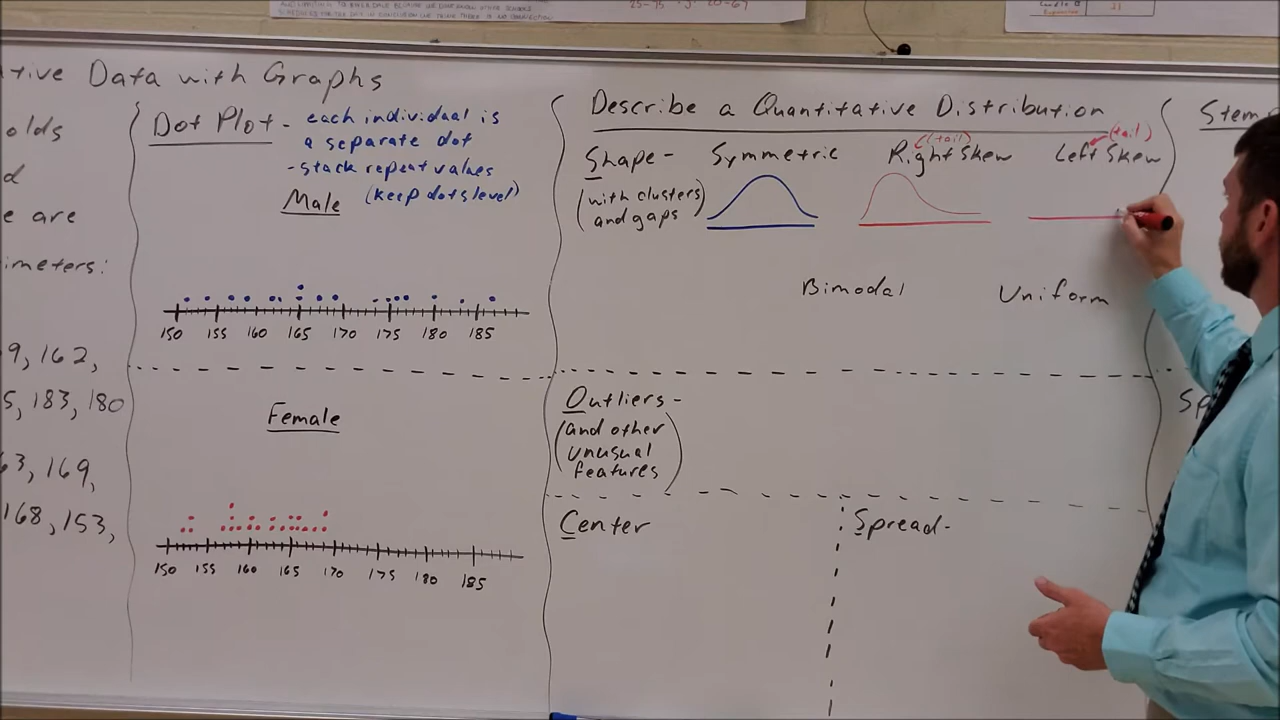 25-75
tive Data with Graphs
olds
d
e are
imeters:
9, 162,
5, 183, 180
63, 169,
168, 153,
Dot Plot - each individual is
a separate dot
- stack repeat values
(keep dots level)
Male
150 155 160 165 170 175 180 185
Female
150 155 160 165 170 175 180 185
Describe a Quantitative Distribution
Shape -
(with clusters
and gaps)
Symmetric
Right Skew
(tail)
Left Skew
(tail)
Bimodal
Uniform
Outliers -
(and other
unusual
features)
Center
Spread -
Stem
Sp